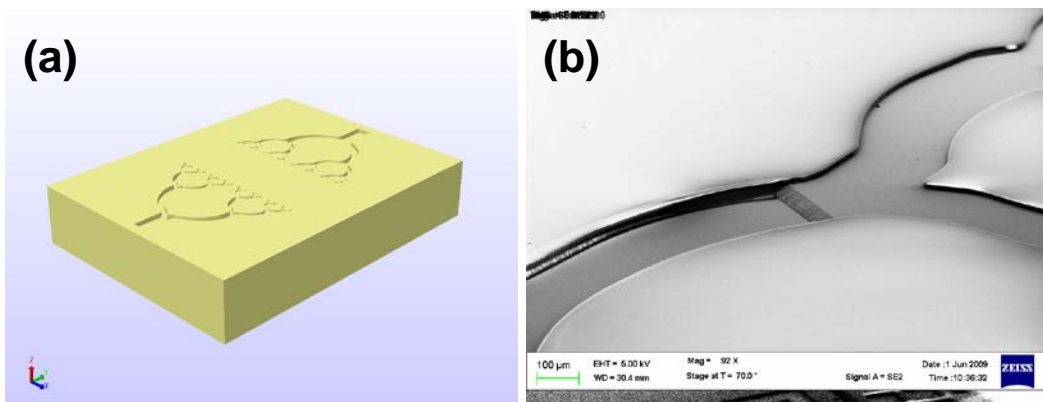 (a)
(b)
100 µm
EHT = 5.00 kV
WD = 30.4 mm
Mag = 92 X
Stage at T = 70.0 °
Signal A = SE2
Date :1 Jun 2009
Time :10:36:32
ZEISS